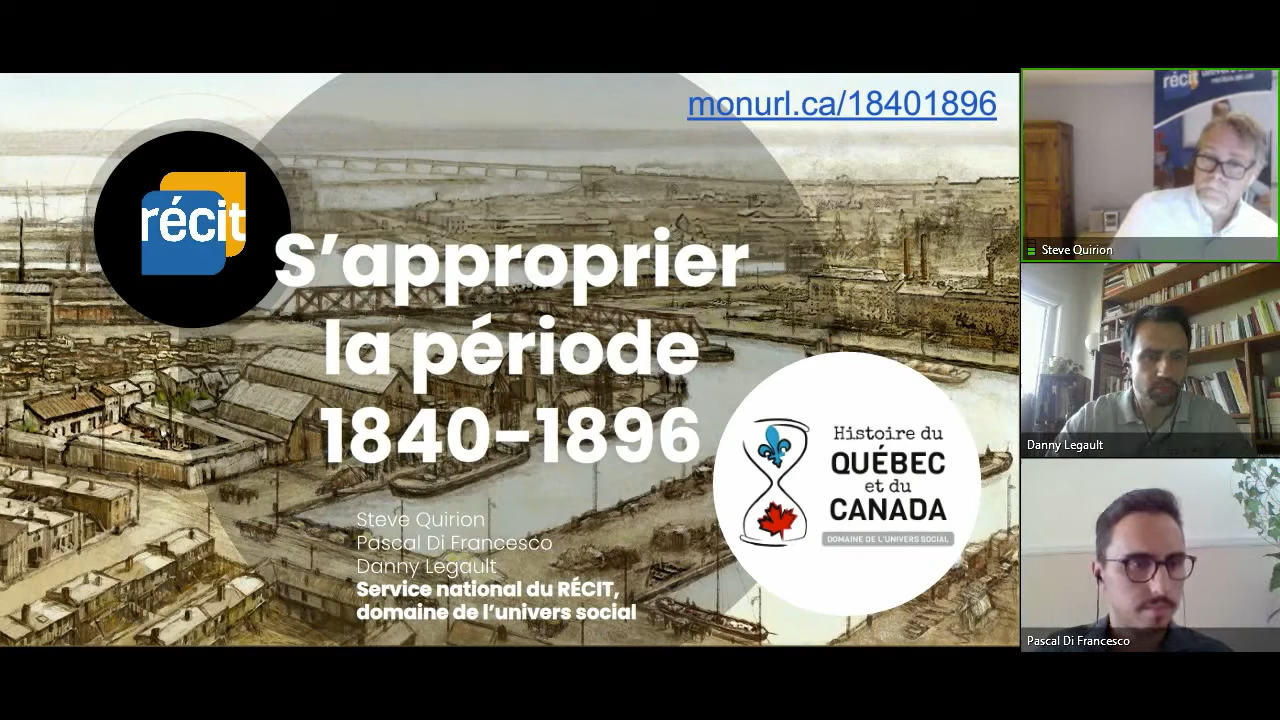 monurl.ca/18401896
récit
S'approprier
la période
1840-1896
Steve Quirion
Pascal Di Francesco
Danny Legault
Service national du RÉCIT,
domaine de l'univers social
Histoire du
QUÉBEC
et du
CANADA
DOMAINE DE L'UNIVERS SOCIAL
récit
Steve Quirion
Danny Legault
Pascal Di Francesco